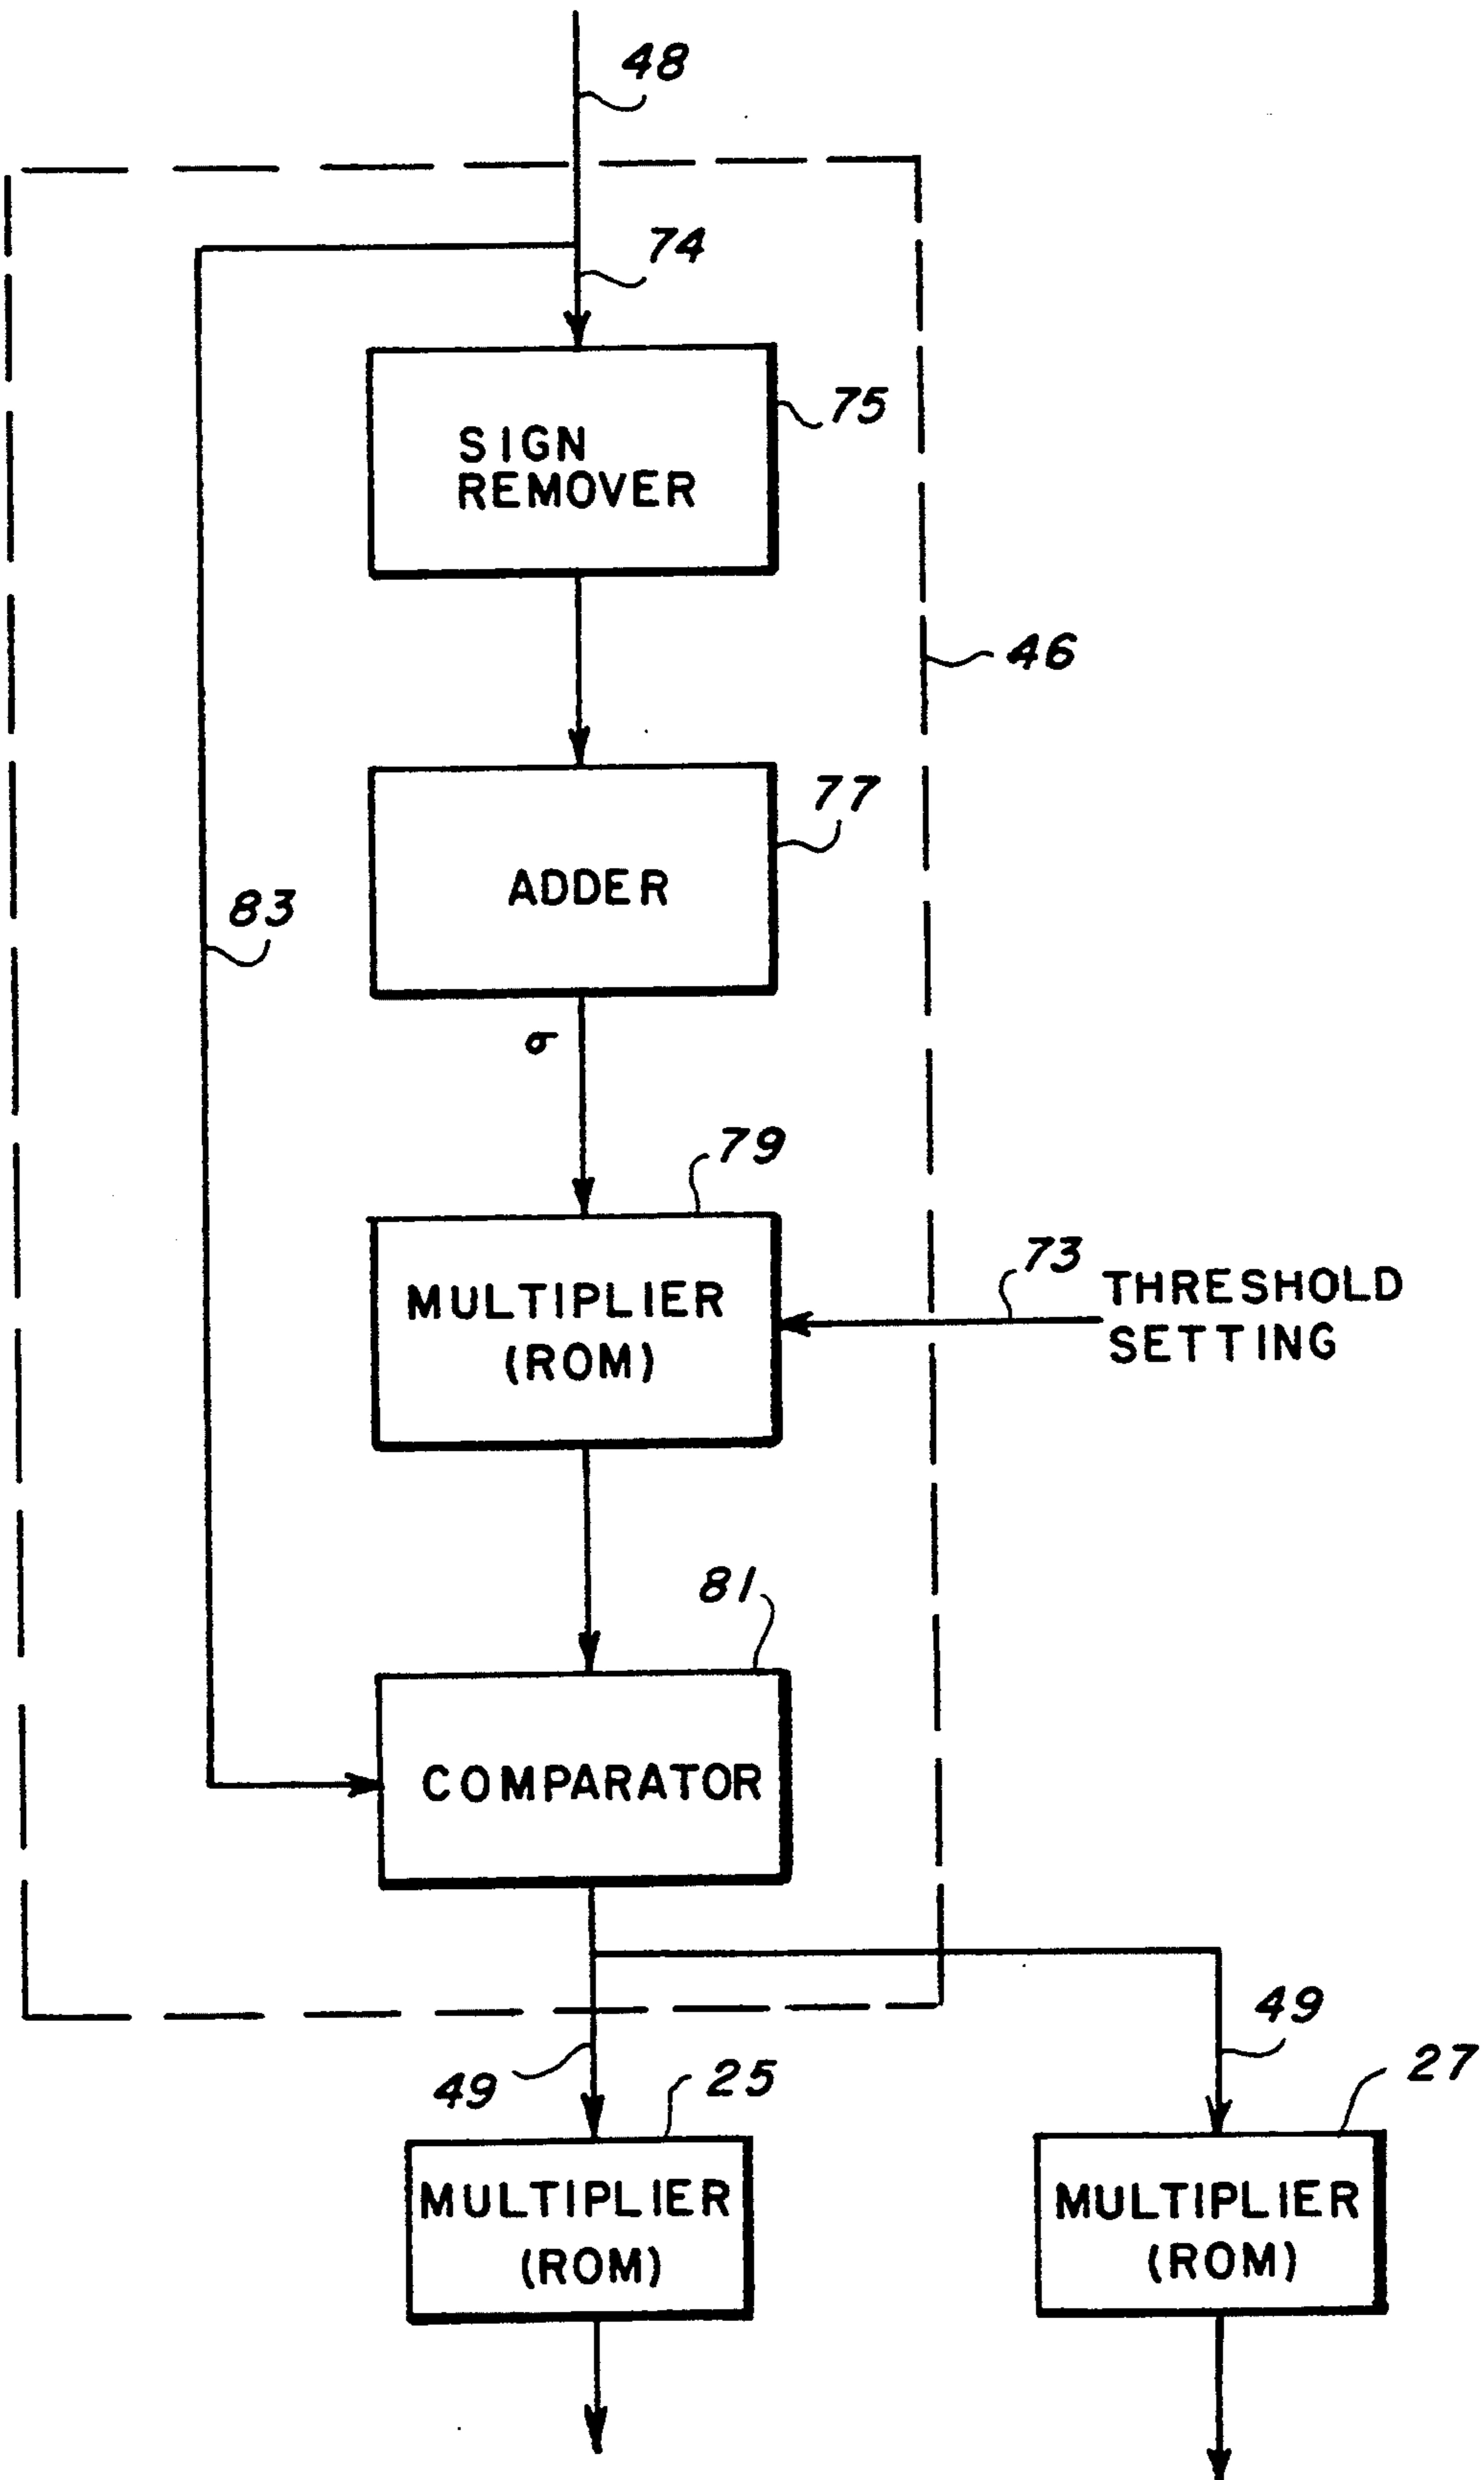 48
74
75
SIGN
REMOVER
46
77
ADDER
83
σ
79
MULTIPLIER
(ROM)
73
THRESHOLD
SETTING
81
COMPARATOR
49
49
25
27
MULTIPLIER
(ROM)
MULTIPLIER
(ROM)